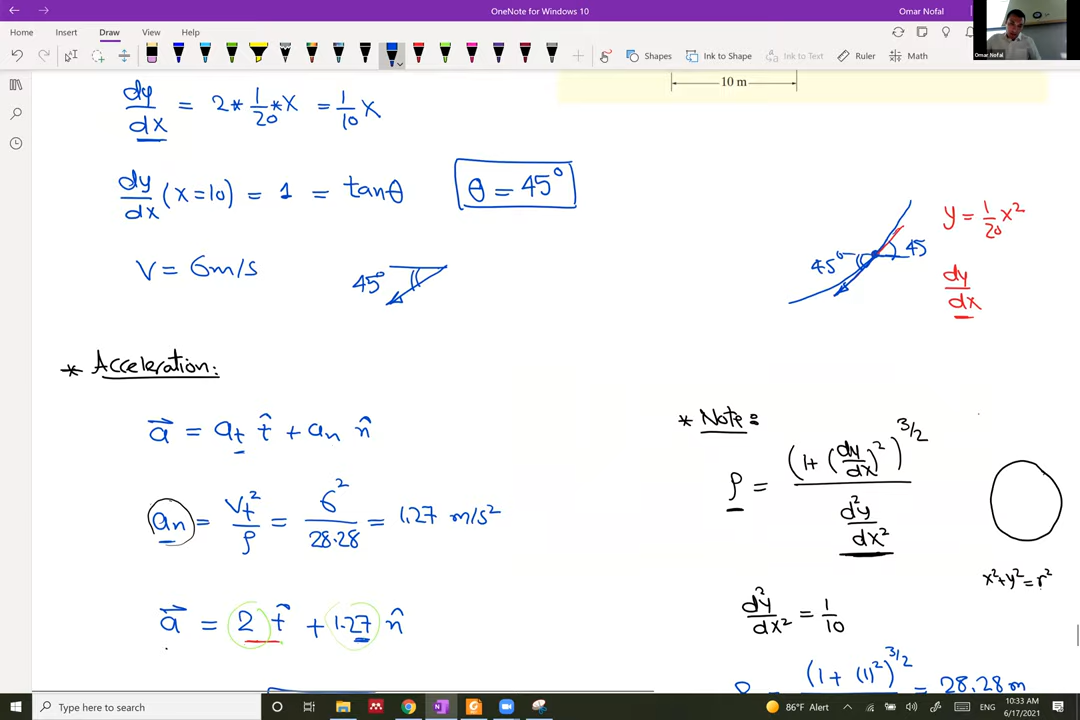 OneNote for Windows 10
Omar Nofal
Home Insert Draw View Help
Shapes Ink to Shape Ink to Text Ruler Math
Omar Nofal
10 m
dy/dx = 2* 1/20 *x = 1/10 x
dy/dx (x=10) = 1 = tanθ
θ = 45°
V = 6m/s
45°
45°
45
y = 1/20 x²
dy/dx
* Acceleration:
a⃗ = at t̂ + an n̂
an = Vt²/ρ = 6²/28.28 = 1.27 m/s²
a⃗ = 2 t̂ + 1.27 n̂
* Note:
ρ = (1+ (dy/dx)²)^3/2 / d²y/dx²
x²+y²=r²
d²y/dx² = 1/10
(1 + (1)²)^3/2
= 28.28 m
Type here to search
86°F Alert
ENG
10:33 AM
6/17/2021